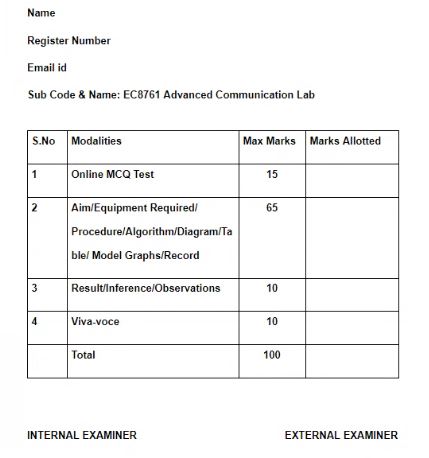 Name
Register Number
Email id
Sub Code & Name: EC8761 Advanced Communication Lab
S.No Modalities Max Marks Marks Allotted
1 Online MCQ Test 15
2 Aim/Equipment Required/ 65
Procedure/Algorithm/Diagram/Ta
ble/ Model Graphs/Record
3 Result/Inference/Observations 10
4 Viva-voce 10
Total 100
INTERNAL EXAMINER EXTERNAL EXAMINER